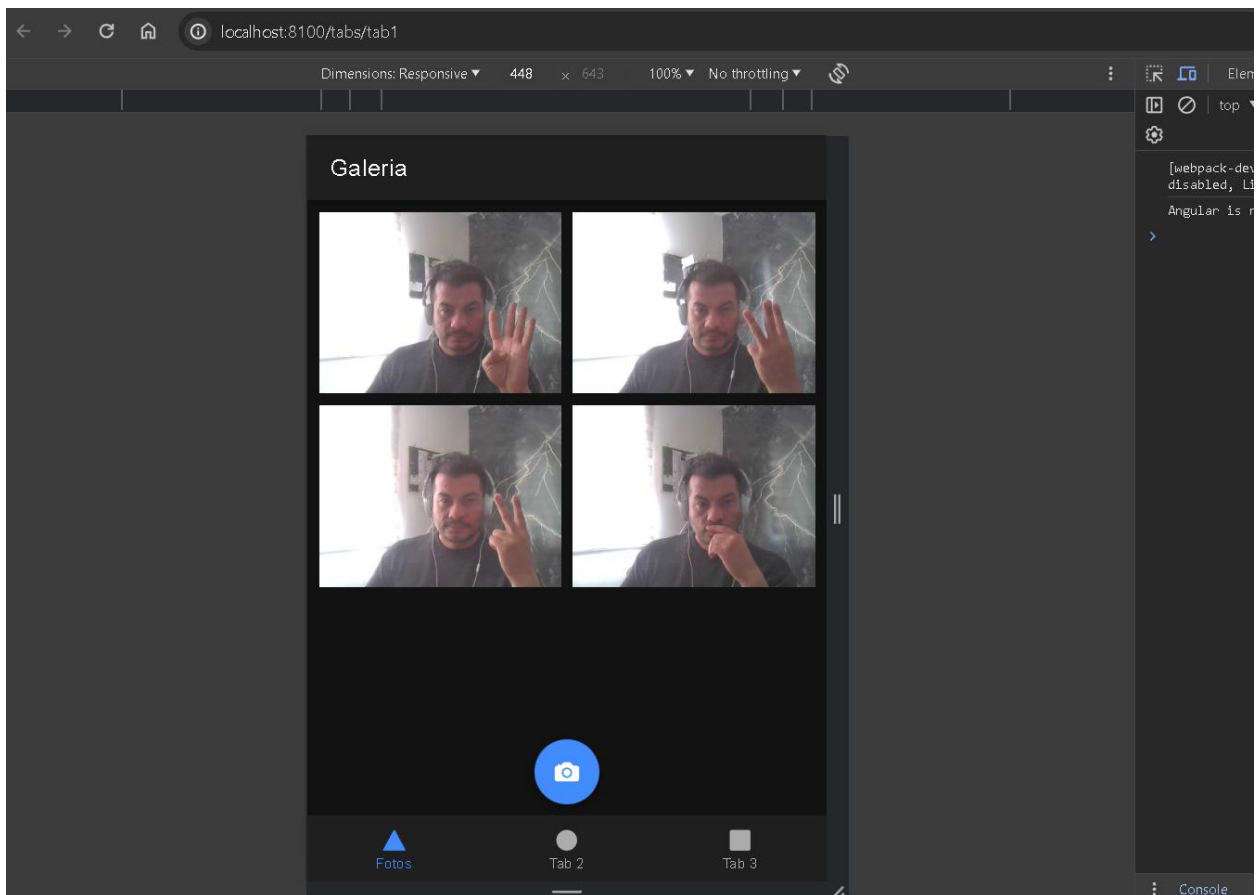 localhost:8100/tabs/tab1
Dimensions: Responsive 448 × 643 100% No throttling
Elem
top
Galeria
[webpack-dev
disabled, Li
Angular is r
Fotos Tab 2 Tab 3
Console